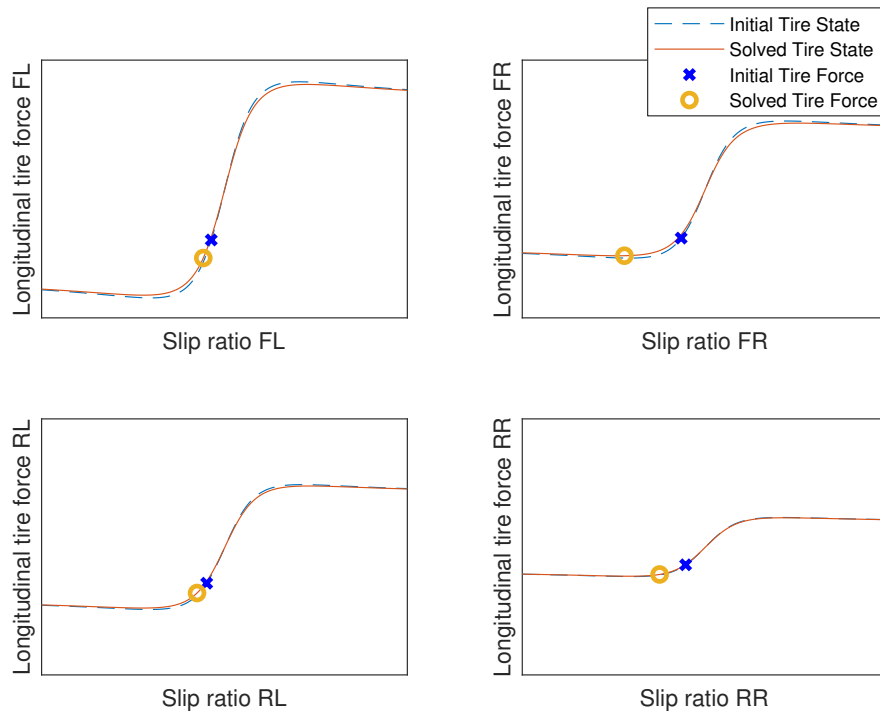 Initial Tire State
Solved Tire State
Initial Tire Force
Solved Tire Force
Longitudinal tire force FL
Slip ratio FL
Longitudinal tire force FR
Slip ratio FR
Longitudinal tire force RL
Slip ratio RL
Longitudinal tire force RR
Slip ratio RR